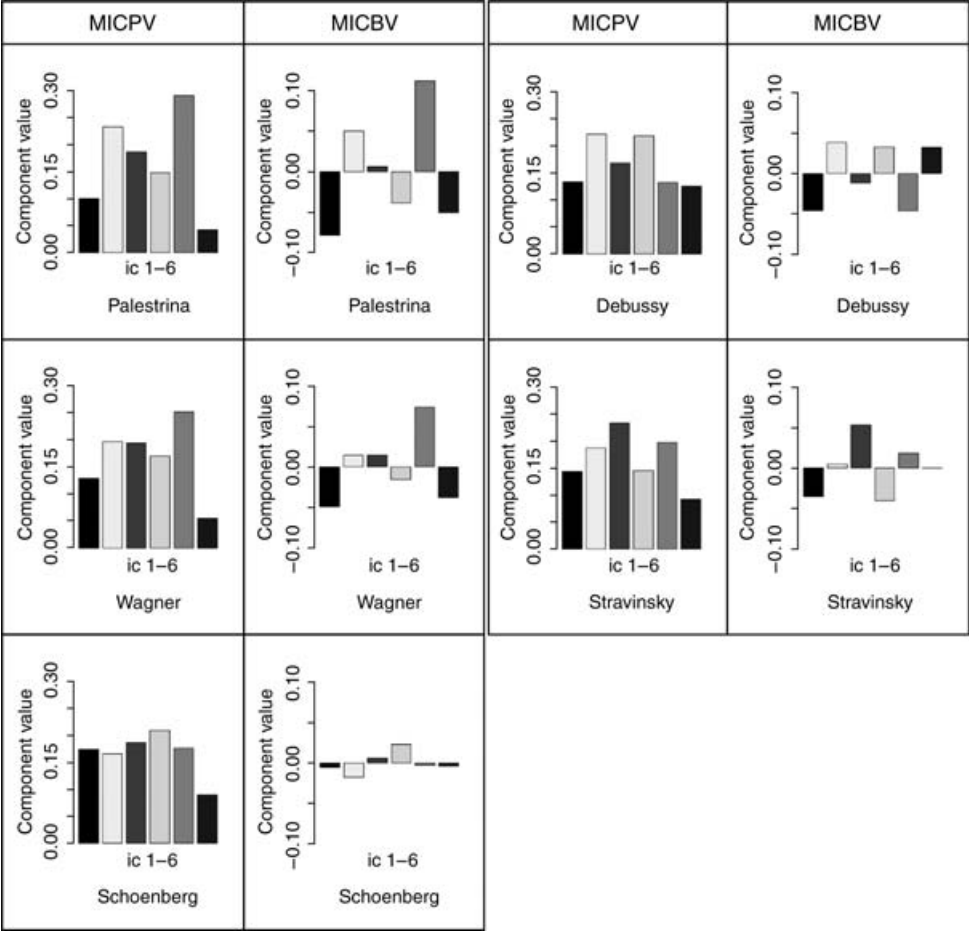 MICPV
MICBV
MICPV
MICBV
Component value
0.00 0.15 0.30
ic 1–6
Palestrina
Component value
−0.10 0.00 0.10
ic 1–6
Palestrina
Component value
0.00 0.15 0.30
ic 1–6
Debussy
Component value
−0.10 0.00 0.10
ic 1–6
Debussy
Component value
0.00 0.15 0.30
ic 1–6
Wagner
Component value
−0.10 0.00 0.10
ic 1–6
Wagner
Component value
0.00 0.15 0.30
ic 1–6
Stravinsky
Component value
−0.10 0.00 0.10
ic 1–6
Stravinsky
Component value
0.00 0.15 0.30
ic 1–6
Schoenberg
Component value
−0.10 0.00 0.10
ic 1–6
Schoenberg